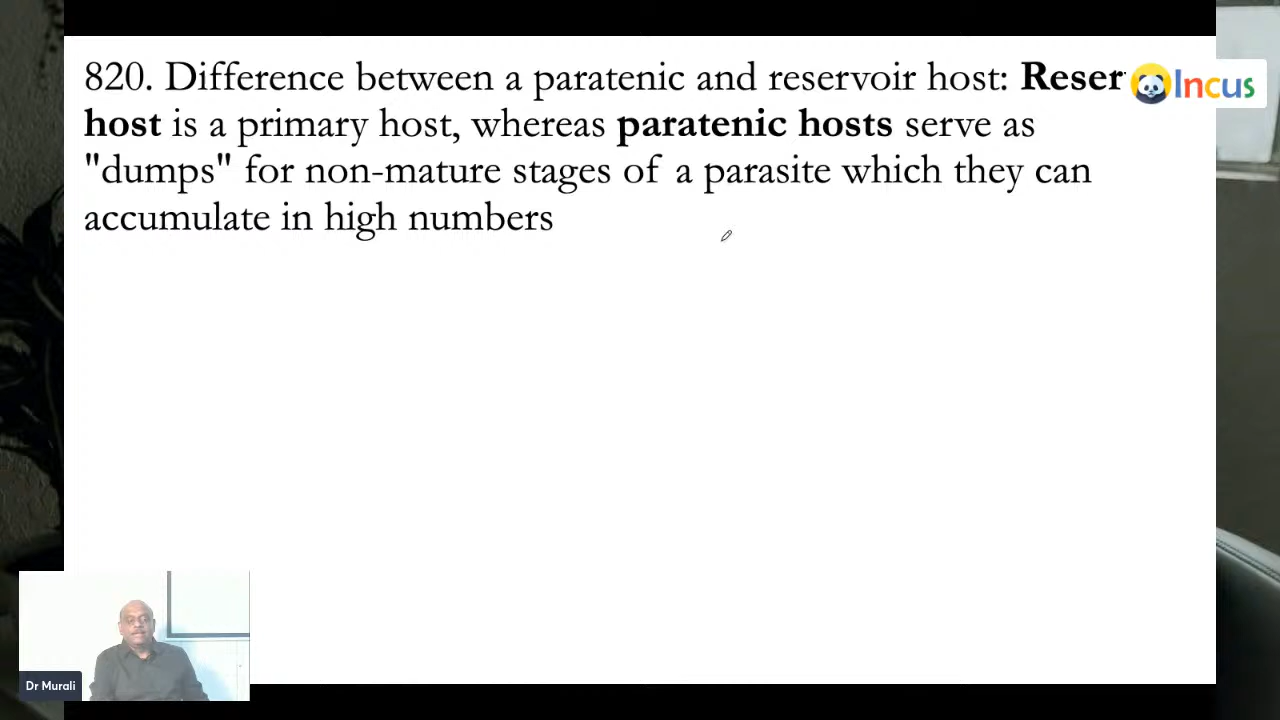 820. Difference between a paratenic and reservoir host: Reser
host is a primary host, whereas paratenic hosts serve as
"dumps" for non-mature stages of a parasite which they can
accumulate in high numbers
Incus
Dr Murali